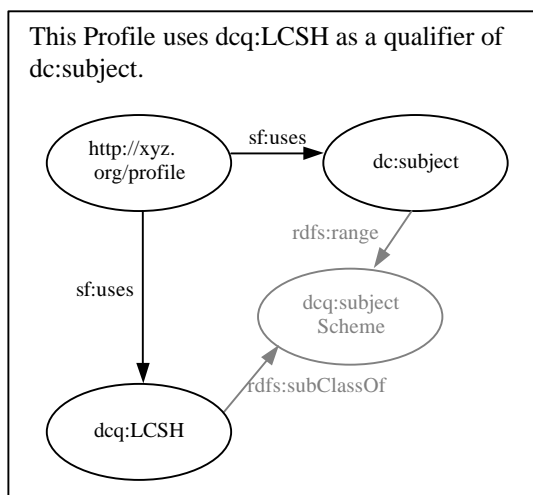 This Profile uses dcq:LCSH as a qualifier of
dc:subject.
http://xyz.
org/profile
sf:uses
dc:subject
rdfs:range
sf:uses
dcq:subject
Scheme
rdfs:subClassOf
dcq:LCSH